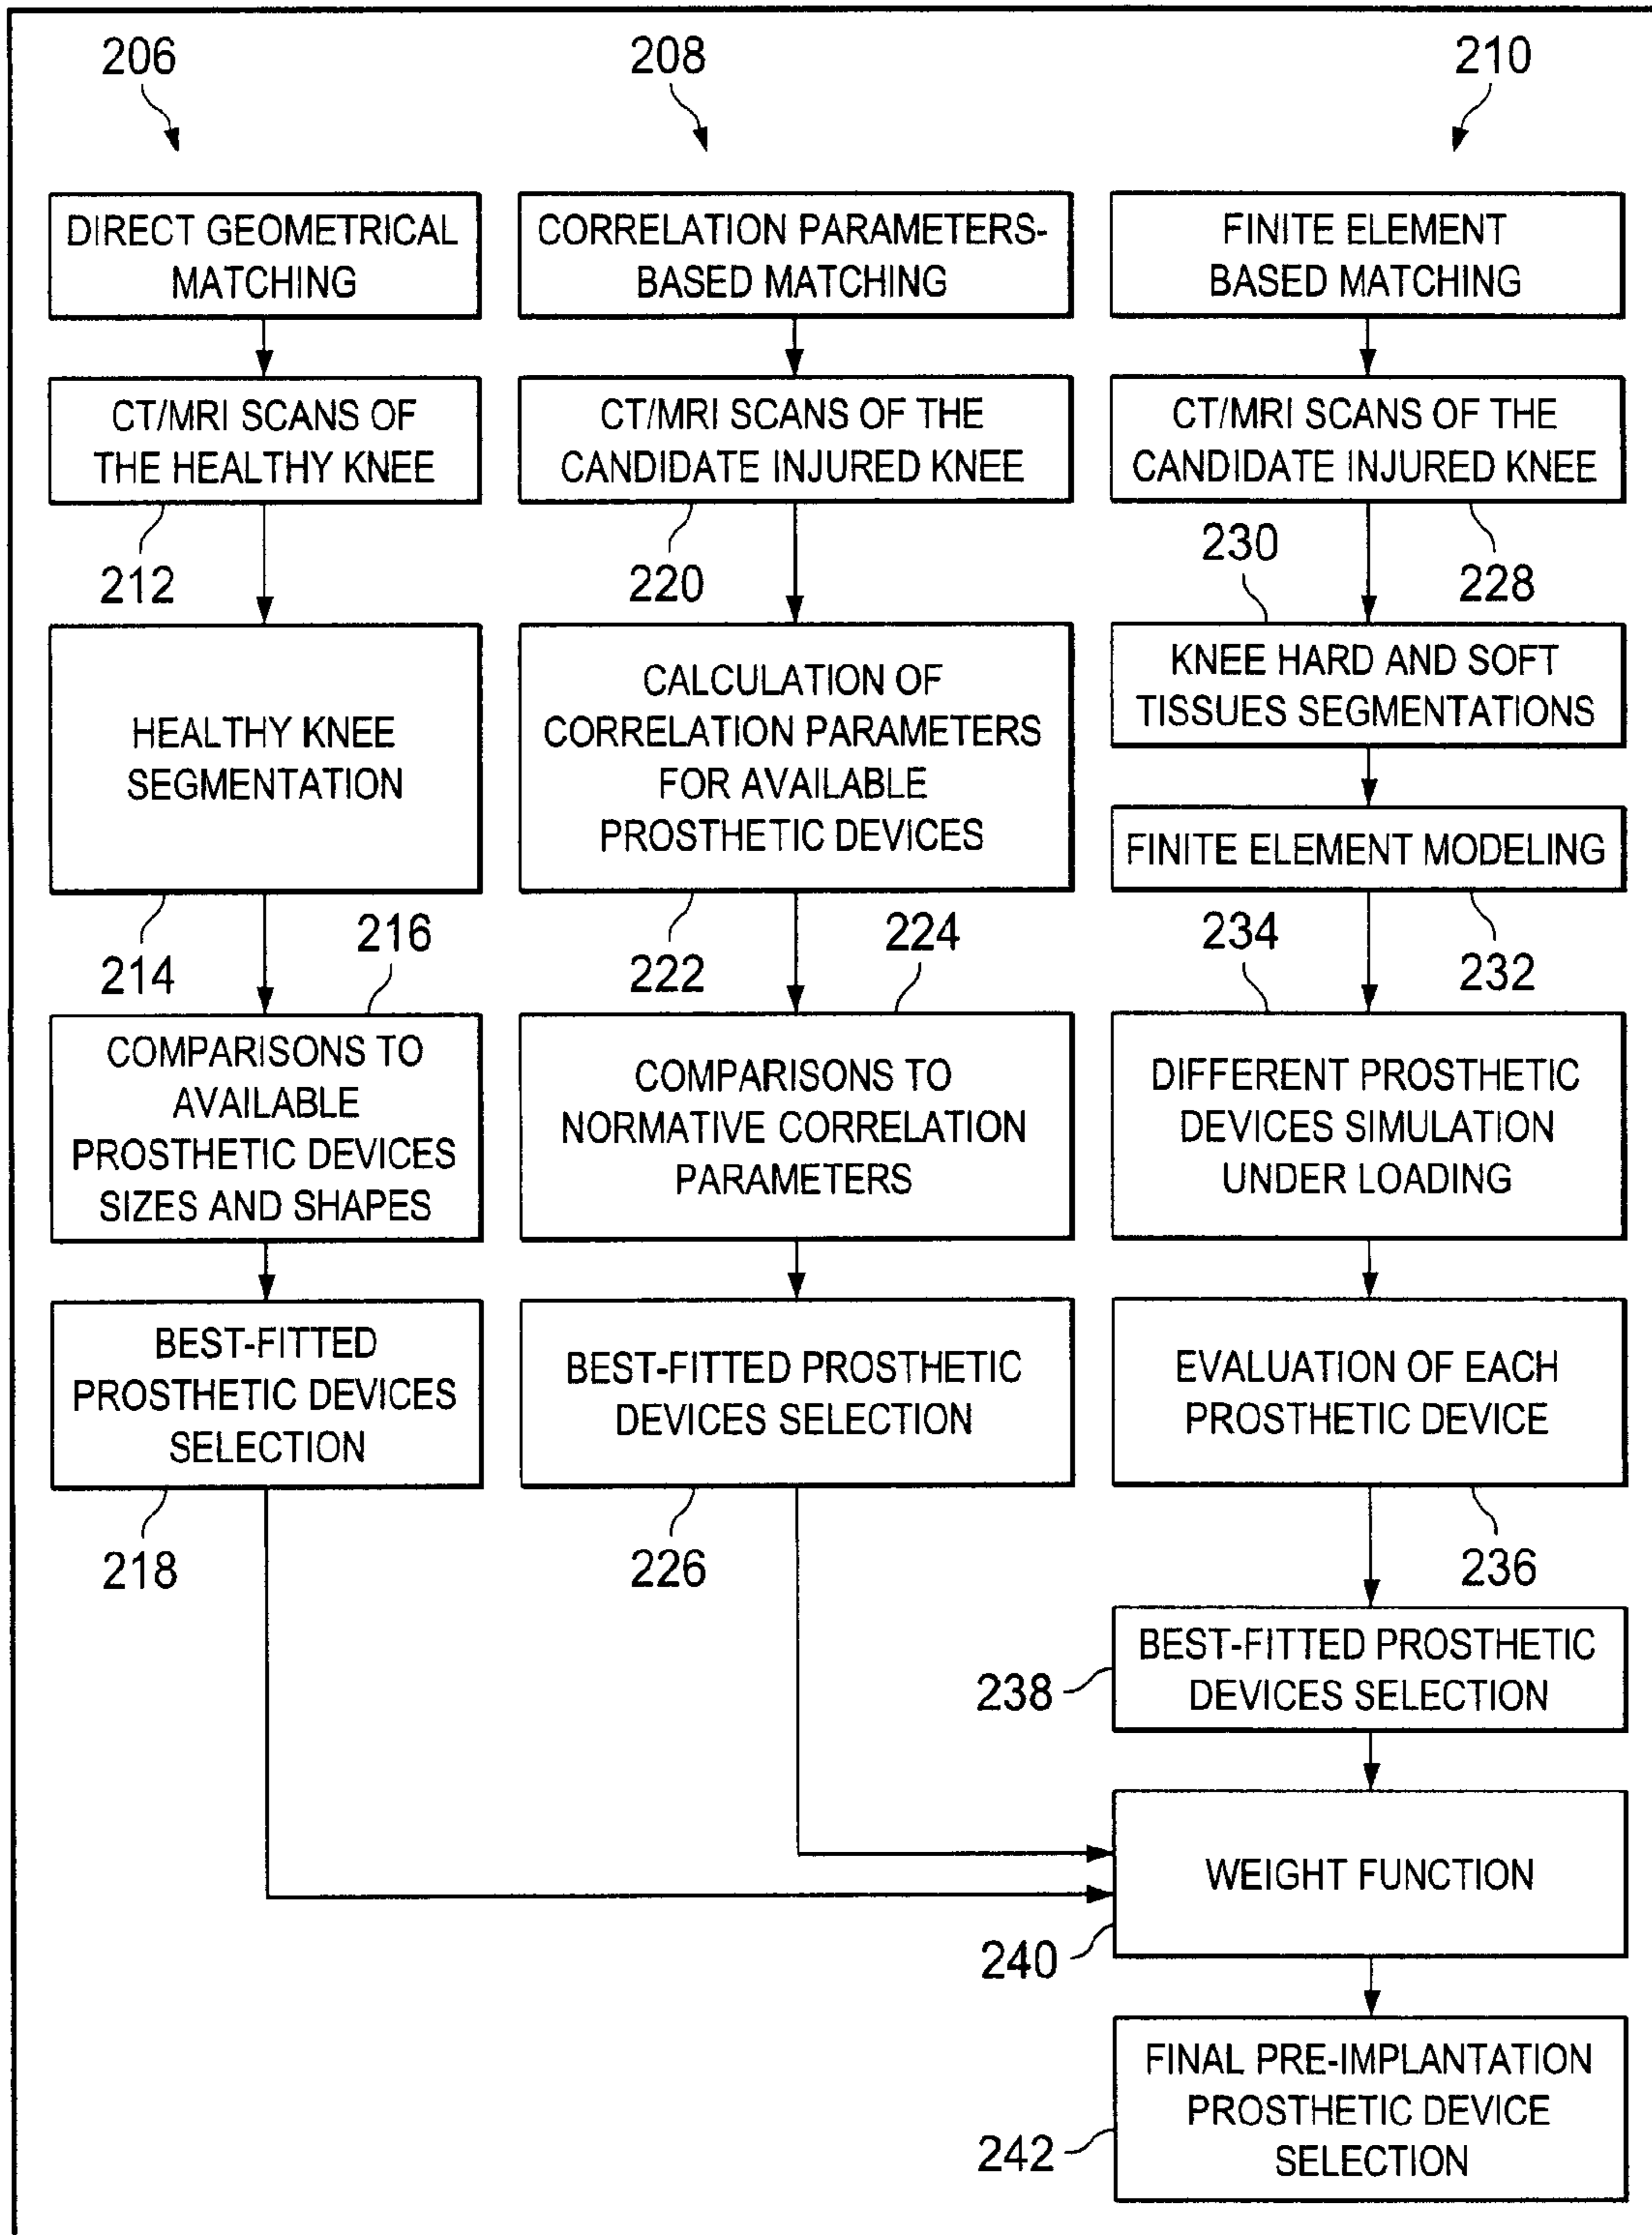 206
208
210
DIRECT GEOMETRICAL
MATCHING
CORRELATION PARAMETERS-
BASED MATCHING
FINITE ELEMENT
BASED MATCHING
CT/MRI SCANS OF
THE HEALTHY KNEE
CT/MRI SCANS OF THE
CANDIDATE INJURED KNEE
CT/MRI SCANS OF THE
CANDIDATE INJURED KNEE
212
220
230
228
HEALTHY KNEE
SEGMENTATION
CALCULATION OF
CORRELATION PARAMETERS
FOR AVAILABLE
PROSTHETIC DEVICES
KNEE HARD AND SOFT
TISSUES SEGMENTATIONS
FINITE ELEMENT MODELING
214
216
222
224
234
232
COMPARISONS TO
AVAILABLE
PROSTHETIC DEVICES
SIZES AND SHAPES
COMPARISONS TO
NORMATIVE CORRELATION
PARAMETERS
DIFFERENT PROSTHETIC
DEVICES SIMULATION
UNDER LOADING
BEST-FITTED
PROSTHETIC DEVICES
SELECTION
BEST-FITTED PROSTHETIC
DEVICES SELECTION
EVALUATION OF EACH
PROSTHETIC DEVICE
218
226
236
BEST-FITTED PROSTHETIC
DEVICES SELECTION
238
WEIGHT FUNCTION
240
FINAL PRE-IMPLANTATION
PROSTHETIC DEVICE
SELECTION
242